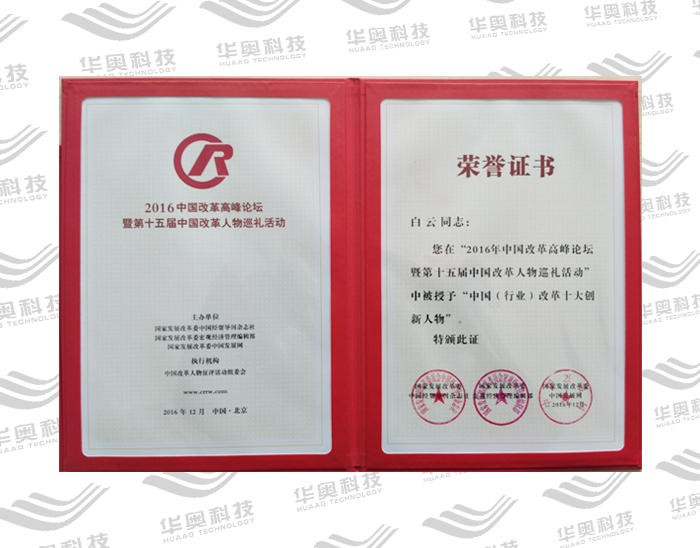 2016中国改革高峰论坛
暨第十五届中国改革人物巡礼活动
主办单位
国家发展改革委中国经贸导刊杂志社
国家发展改革委宏观经济管理编辑部
国家发展改革委中国发展网
执行机构
中国改革人物征评活动组委会
www.crrw.com
2016 年 12 月 中国·北京
荣誉证书
白云同志:
您在“2016年中国改革高峰论坛
暨第十五届中国改革人物巡礼活动”
中被授予“中国(行业)改革十大创
新人物”。
特颁此证
国家发展改革委 国家发展改革委 国家发展改革委
中国经贸导刊杂志社 宏观经济管理编辑部 中国发展网
2016年12月
华奥科技
HUAAO TECHNOLOGY